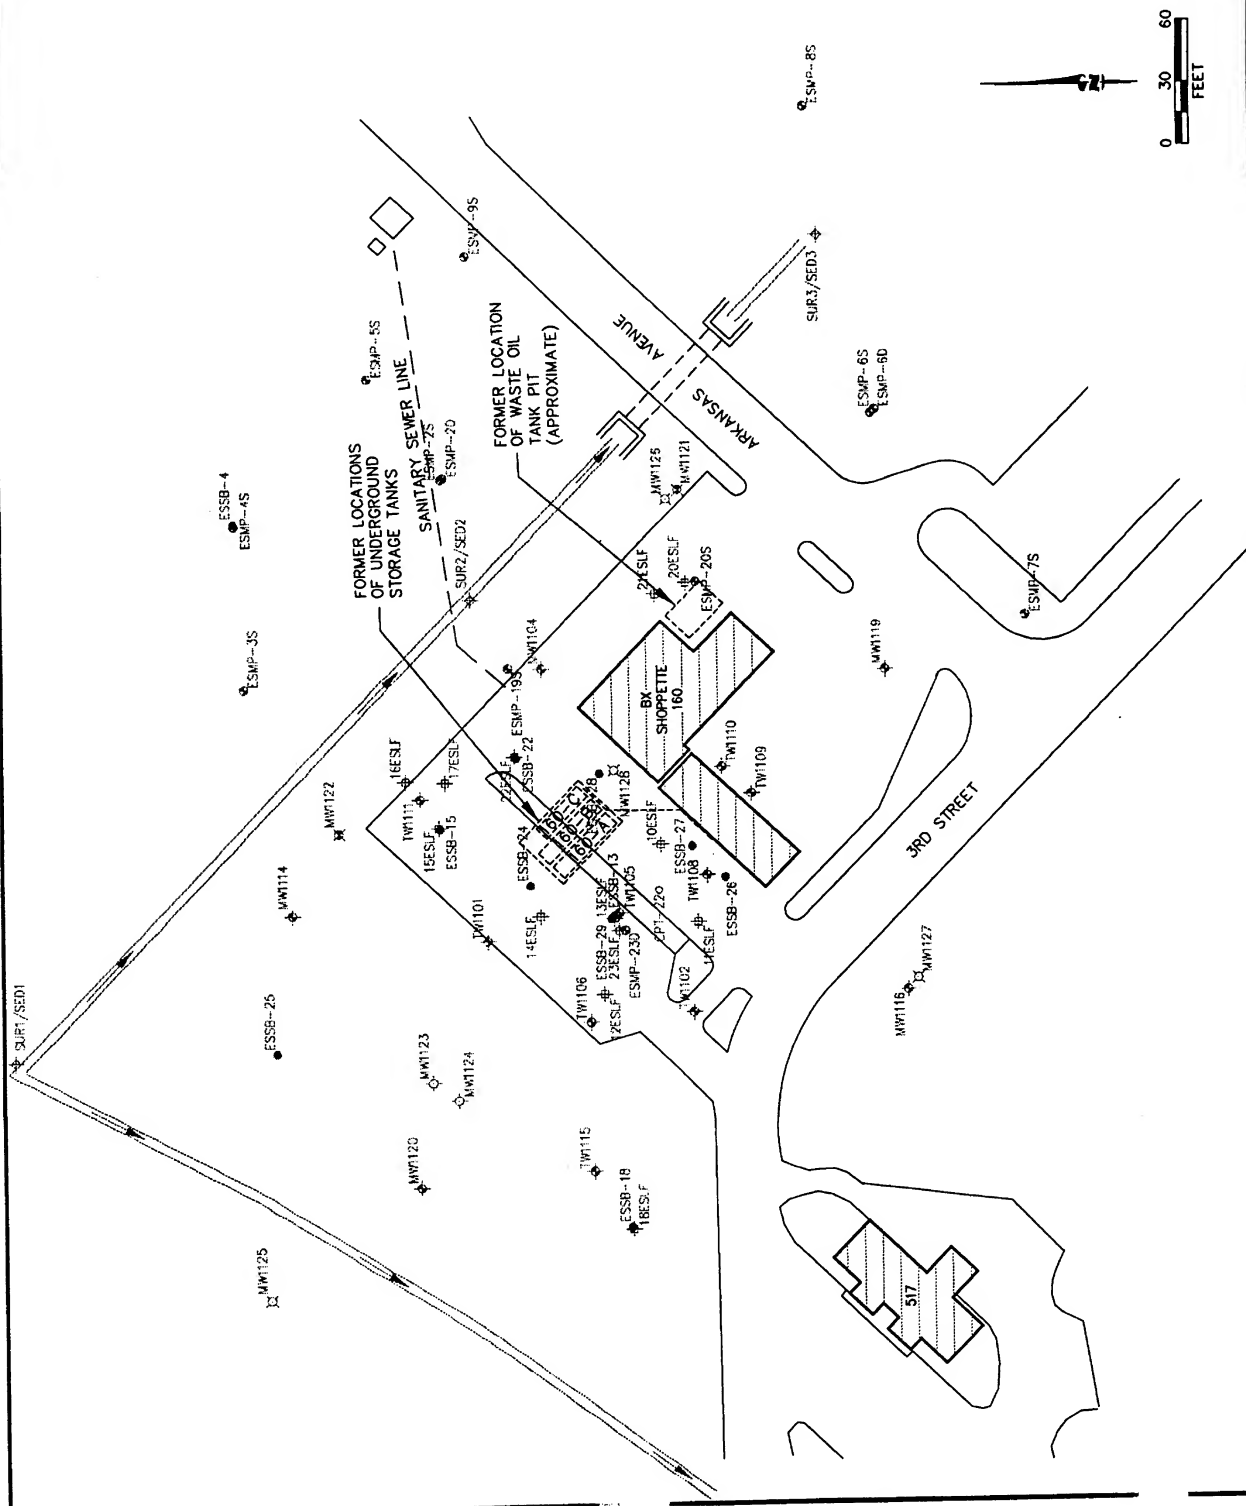 SUR1/SED1
ESSB-25
MW1125
MW1114
MW1122
MW1120
MW1123
MW1124
TW1115
ESSB-18
18ESLF
TW1101
TW1106
12ESLF
ESSB-29
23ESLF
ESMP-23D
13ESLF
ESSB-13
TW1105
14ESLF
ESSB-24
16ESLF
17ESLF
TW1111
15ESLF
ESSB-15
22ESLF
ESSB-22
ESMP-19S
MW1104
ESMP-3S
ESSB-4
ESMP-4S
FORMER LOCATIONS
OF UNDERGROUND
STORAGE TANKS
SANITARY SEWER LINE
ESMP-2S
ESMP-2D
SUR2/SED2
ESMP-5S
ESMP-9S
FORMER LOCATION
OF WASTE OIL
TANK PIT
(APPROXIMATE)
ARKANSAS
AVENUE
MW1121
21ESLF
20ESLF
ESMP-20S
BX
SHOPPETTE
160
MW1128
10ESLF
ESSB-27
TW1108
ESSB-26
11ESLF
TW1102
TW1110
TW1109
MW1119
3RD STREET
MW1116
MW1127
ESMP-7S
ESMP-6S
ESMP-6D
SUR3/SED3
ESMP-8S
517
0 30 60
FEET